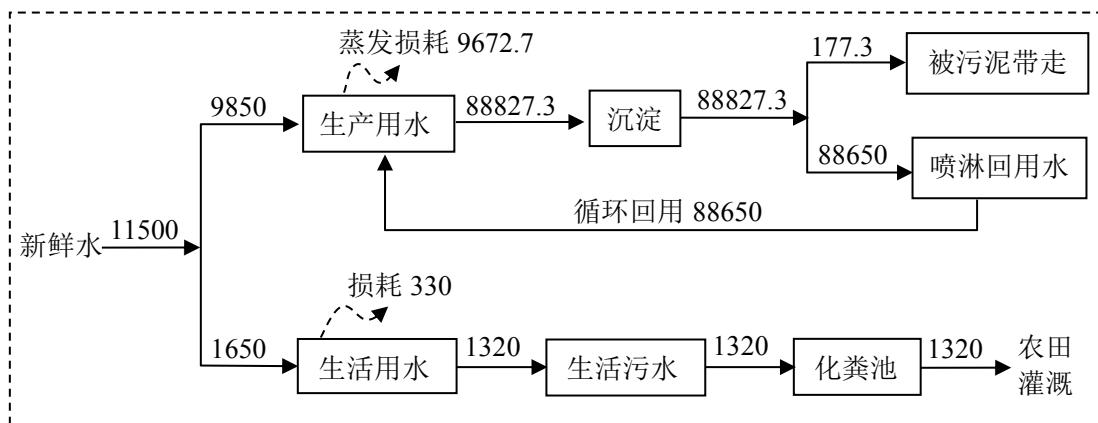 蒸发损耗 9672.7
177.3
被污泥带走
9850
生产用水
88827.3
沉淀
88827.3
88650
喷淋回用水
循环回用 88650
新鲜水
11500
损耗 330
1650
生活用水
1320
生活污水
1320
化粪池
1320
农田
灌溉